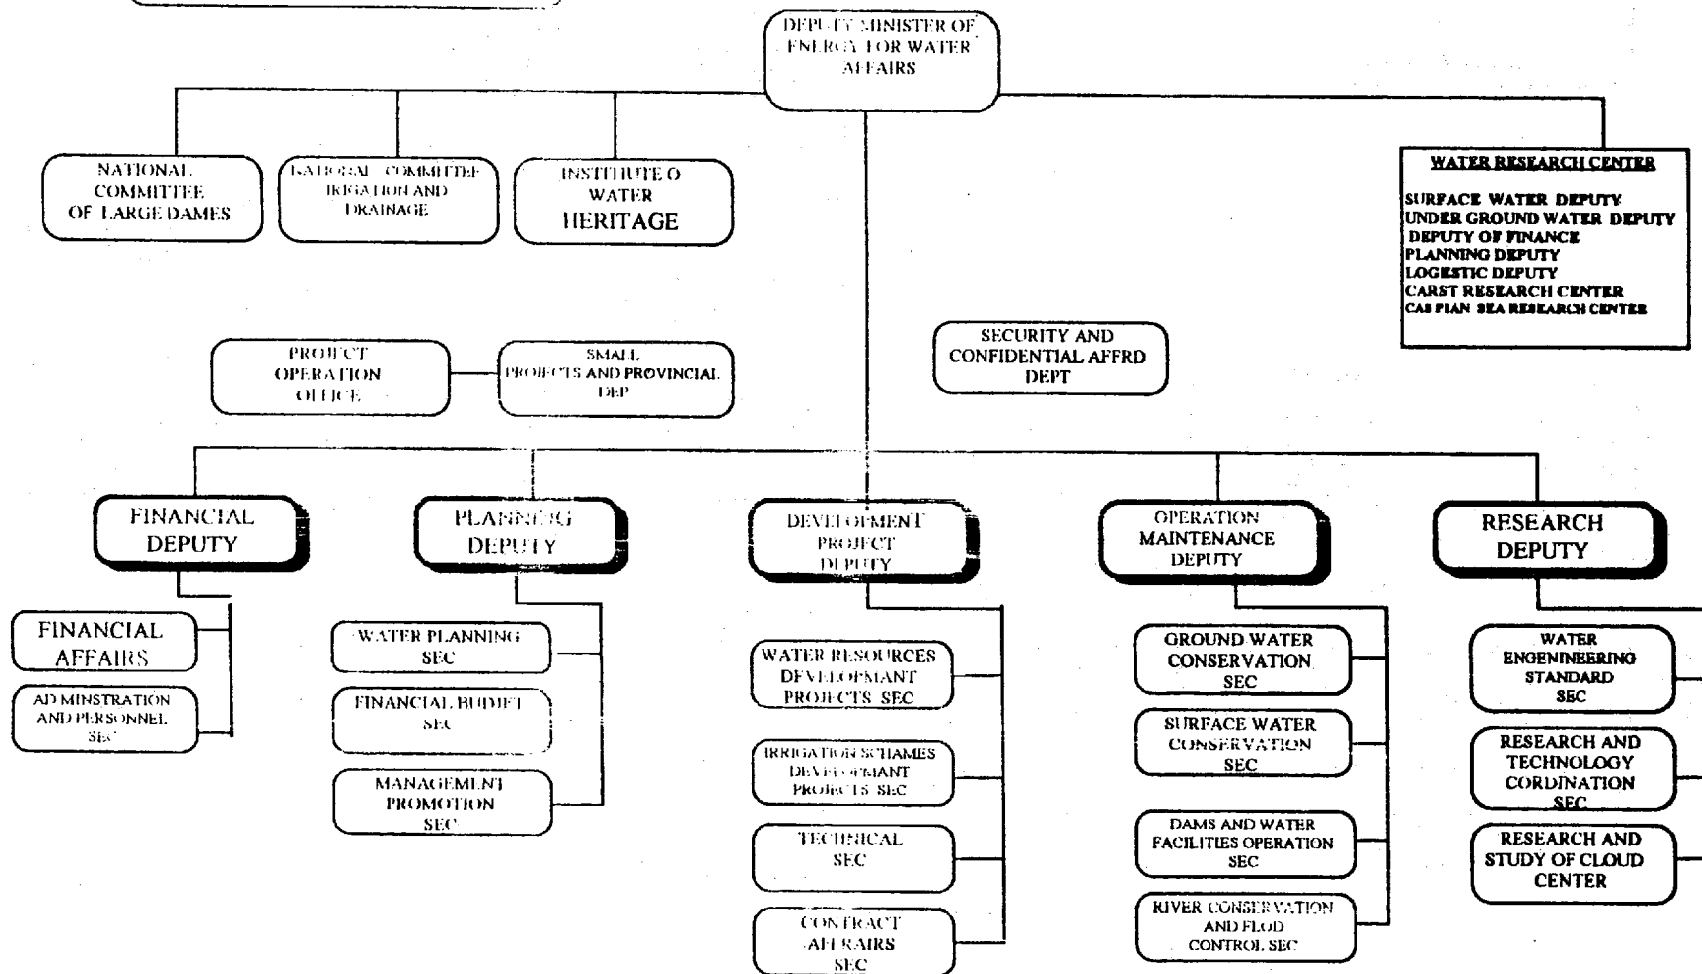 DEPUTY MINISTER OF
ENERGY FOR WATER
AFFAIRS
NATIONAL
COMMITTEE
OF LARGE DAMES
NATIONAL COMMITTEE
IRIGATION AND
DRAINAGE
INSTITUTE O
WATER
HERITAGE
WATER RESEARCH CENTER
SURFACE WATER DEPUTY
UNDER GROUND WATER DEPUTY
DEPUTY OF FINANCE
PLANNING DEPUTY
LOGESTIC DEPUTY
CARST RESEARCH CENTER
CAS PIAN SEA RESEARCH CENTER
PROJECT
OPERATION
OFFICE
SMALL
PROJECTS AND PROVINCIAL
DEP
SECURITY AND
CONFIDENTIAL AFFRD
DEPT
FINANCIAL
DEPUTY
PLANNING
DEPUTY
DEVELOPMENT
PROJECT
DEPUTY
OPERATION
MAINTENANCE
DEPUTY
RESEARCH
DEPUTY
FINANCIAL
AFFAIRS
AD MINSTRATION
AND PERSONNEL
SEC
WATER PLANNING
SEC
FINANCIAL BUDJET
SEC
MANAGEMENT
PROMOTION
SEC
WATER RESOURCES
DEVELOPMANT
PROJECTS SEC
IRRIGATION SCHAMES
DEVELOPMANT
PROJECTS SEC
TECHNICAL
SEC
CONTRACT
AFFRAIRS
SEC
GROUND WATER
CONSERVATION
SEC
SURFACE WATER
CONSERVATION
SEC
DAMS AND WATER
FACILITIES OPERATION
SEC
RIVER CONSERVATION
AND FLOD
CONTROL SEC
WATER
ENGENINEERING
STANDARD
SEC
RESEARCH AND
TECHNOLOGY
CORDINATION
SEC
RESEARCH AND
STUDY OF CLOUD
CENTER